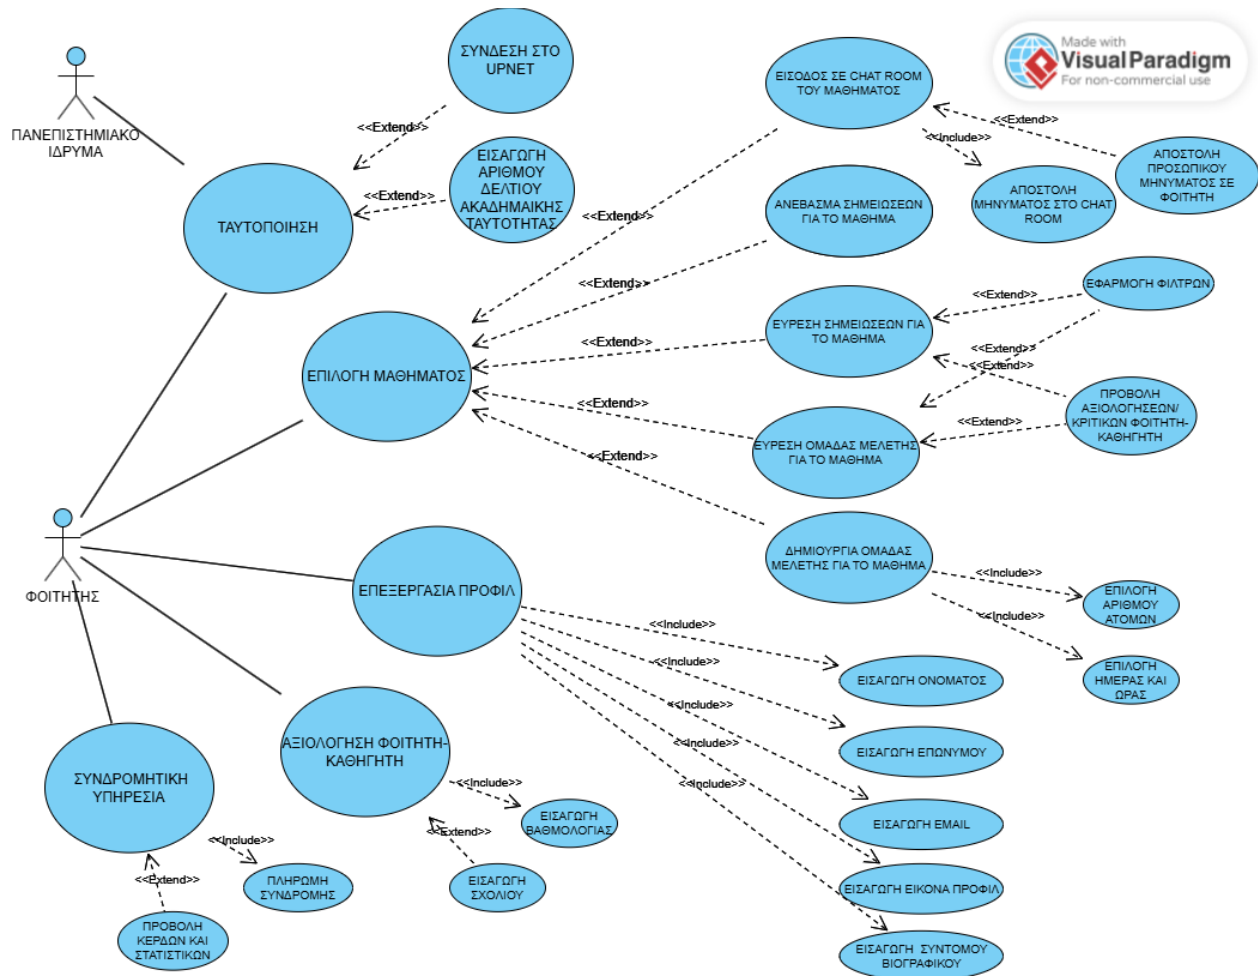 ΠΑΝΕΠΙΣΤΗΜΙΑΚΟ
ΙΔΡΥΜΑ
ΣΥΝΔΕΣΗ ΣΤΟ
UPNET
<<Extend>>
ΕΙΣΑΓΩΓΗ
ΑΡΙΘΜΟΥ
ΔΕΛΤΙΟΥ
ΑΚΑΔΗΜΑΙΚΗΣ
ΤΑΥΤΟΤΗΤΑΣ
<<Extend>>
ΤΑΥΤΟΠΟΙΗΣΗ
ΕΙΣΟΔΟΣ ΣΕ CHAT ROOM
ΤΟΥ ΜΑΘΗΜΑΤΟΣ
Made with
Visual Paradigm
For non-commercial use
<<Extend>>
<<Include>>
ΑΠΟΣΤΟΛΗ
ΠΡΟΣΩΠΙΚΟΥ
ΜΗΝΥΜΑΤΟΣ ΣΕ
ΦΟΙΤΗΤΗ
ΑΠΟΣΤΟΛΗ
ΜΗΝΥΜΑΤΟΣ ΣΤΟ CHAT
ROOM
ΑΝΕΒΑΣΜΑ ΣΗΜΕΙΩΣΕΩΝ
ΓΙΑ ΤΟ ΜΑΘΗΜΑ
<<Extend>>
<<Extend>>
ΕΦΑΡΜΟΓΗ ΦΙΛΤΡΩΝ
<<Extend>>
ΕΥΡΕΣΗ ΣΗΜΕΙΩΣΕΩΝ ΓΙΑ
ΤΟ ΜΑΘΗΜΑ
<<Extend>>
<<Extend>>
<<Extend>>
ΕΠΙΛΟΓΗ ΜΑΘΗΜΑΤΟΣ
ΠΡΟΒΟΛΗ
ΑΞΙΟΛΟΓΗΣΕΩΝ/
ΚΡΙΤΙΚΩΝ ΦΟΙΤΗΤΗ-
ΚΑΘΗΓΗΤΗ
<<Extend>>
<<Extend>>
ΕΥΡΕΣΗ ΟΜΑΔΑΣ ΜΕΛΕΤΗΣ
ΓΙΑ ΤΟ ΜΑΘΗΜΑ
<<Extend>>
ΔΗΜΙΟΥΡΓΙΑ ΟΜΑΔΑΣ
ΜΕΛΕΤΗΣ ΓΙΑ ΤΟ ΜΑΘΗΜΑ
<<Include>>
ΕΠΙΛΟΓΗ
ΑΡΙΘΜΟΥ
ΑΤΟΜΩΝ
<<Include>>
ΕΠΙΛΟΓΗ
ΗΜΕΡΑΣ ΚΑΙ
ΩΡΑΣ
ΦΟΙΤΗΤΗΣ
ΕΠΕΞΕΡΓΑΣΙΑ ΠΡΟΦΙΛ
<<Include>>
ΕΙΣΑΓΩΓΗ ΟΝΟΜΑΤΟΣ
<<Include>>
ΕΙΣΑΓΩΓΗ ΕΠΩΝΥΜΟΥ
<<Include>>
ΕΙΣΑΓΩΓΗ EMAIL
<<Include>>
ΕΙΣΑΓΩΓΗ ΕΙΚΟΝΑ ΠΡΟΦΙΛ
<<Include>>
ΕΙΣΑΓΩΓΗ ΣΥΝΤΟΜΟΥ
ΒΙΟΓΡΑΦΙΚΟΥ
ΑΞΙΟΛΟΓΗΣΗ ΦΟΙΤΗΤΗ-
ΚΑΘΗΓΗΤΗ
<<Include>>
ΕΙΣΑΓΩΓΗ
ΒΑΘΜΟΛΟΓΙΑΣ
<<Extend>>
ΕΙΣΑΓΩΓΗ
ΣΧΟΛΙΟΥ
ΣΥΝΔΡΟΜΗΤΙΚΗ
ΥΠΗΡΕΣΙΑ
<<Include>>
ΠΛΗΡΩΜΗ
ΣΥΝΔΡΟΜΗΣ
<<Extend>>
ΠΡΟΒΟΛΗ
ΚΕΡΔΩΝ ΚΑΙ
ΣΤΑΤΙΣΤΙΚΩΝ